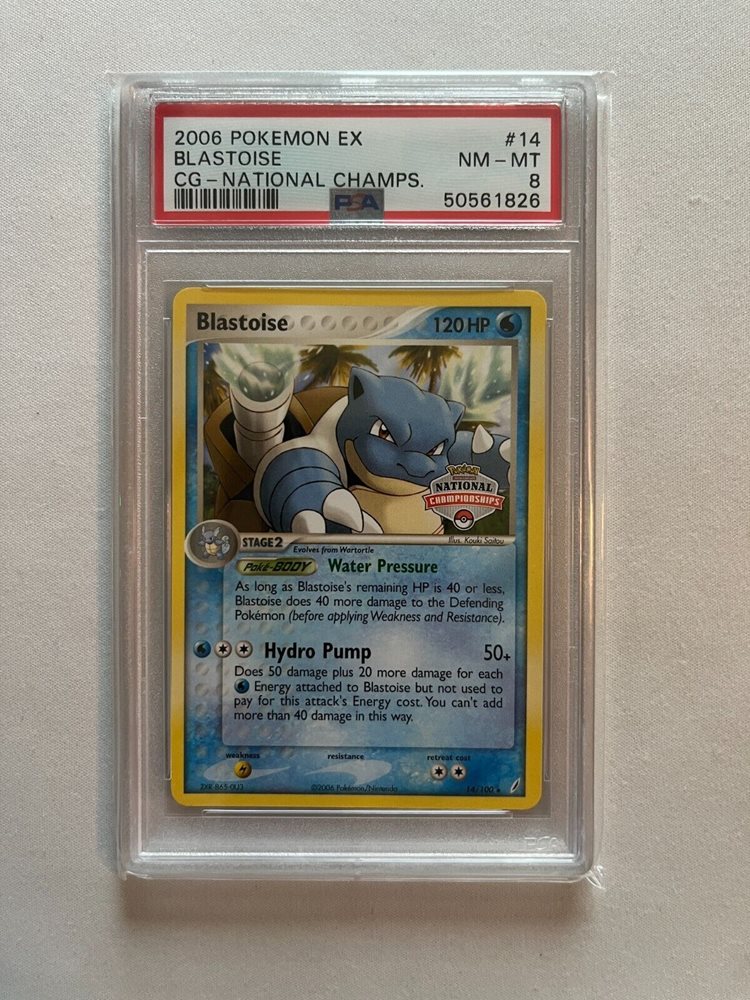 2006 POKEMON EX #14
BLASTOISE NM - MT
CG - NATIONAL CHAMPS. 8
PSA 50561826
Blastoise 120 HP
Pokémon
NATIONAL
CHAMPIONSHIPS
STAGE2 Evolves from Wartortle
Illus. Kouki Saitou
Poké-BODY Water Pressure
As long as Blastoise's remaining HP is 40 or less,
Blastoise does 40 more damage to the Defending
Pokémon (before applying Weakness and Resistance).
Hydro Pump 50+
Does 50 damage plus 20 more damage for each
Energy attached to Blastoise but not used to
pay for this attack's Energy cost. You can't add
more than 40 damage in this way.
weakness resistance retreat cost
©2006 Pokémon/Nintendo 14/100
PSA